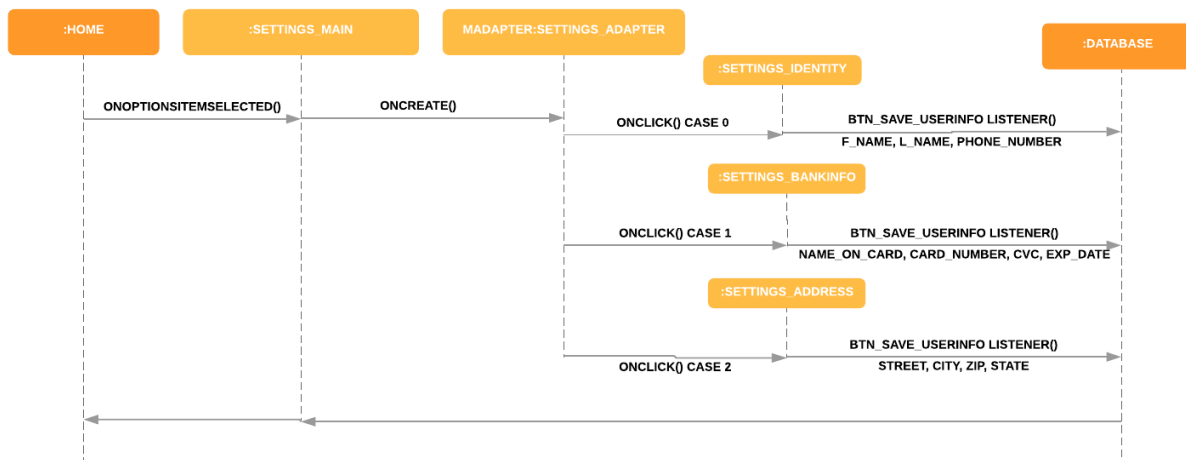 :HOME
:SETTINGS_MAIN
MADAPTER:SETTINGS_ADAPTER
:DATABASE
:SETTINGS_IDENTITY
ONOPTIONSITEMSELECTED()
ONCREATE()
ONCLICK() CASE 0
BTN_SAVE_USERINFO LISTENER()
F_NAME, L_NAME, PHONE_NUMBER
:SETTINGS_BANKINFO
ONCLICK() CASE 1
BTN_SAVE_USERINFO LISTENER()
NAME_ON_CARD, CARD_NUMBER, CVC, EXP_DATE
:SETTINGS_ADDRESS
BTN_SAVE_USERINFO LISTENER()
ONCLICK() CASE 2
STREET, CITY, ZIP, STATE